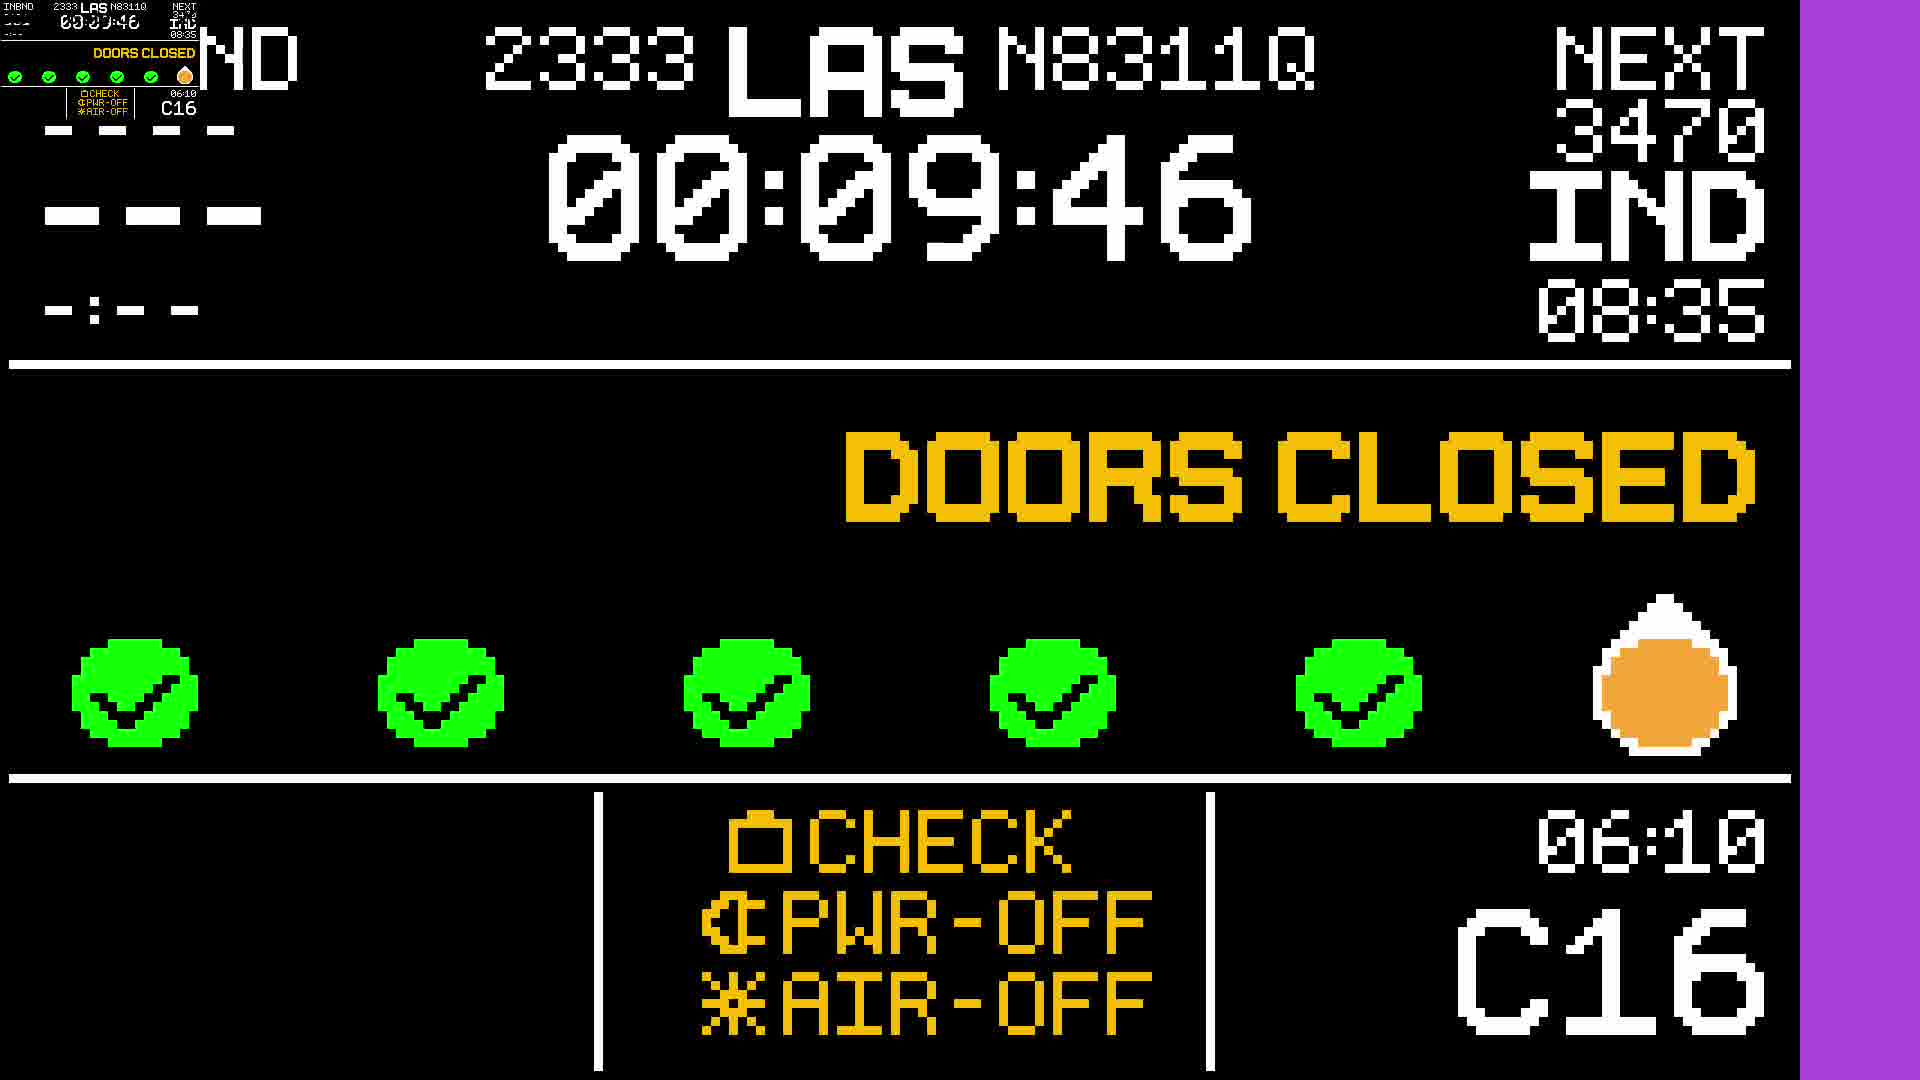 INBND 2333 LAS N8311Q NEXT
00:09:46 3470
IND
08:35
DOORS CLOSED
CHECK
PWR-OFF
AIR-OFF
06:10
C16
ND 2333 LAS N8311Q NEXT
- - - - 3470
00:09:46
--- IND
-:-- 08:35
DOORS CLOSED
CHECK 06:10
PWR-OFF
AIR-OFF C16